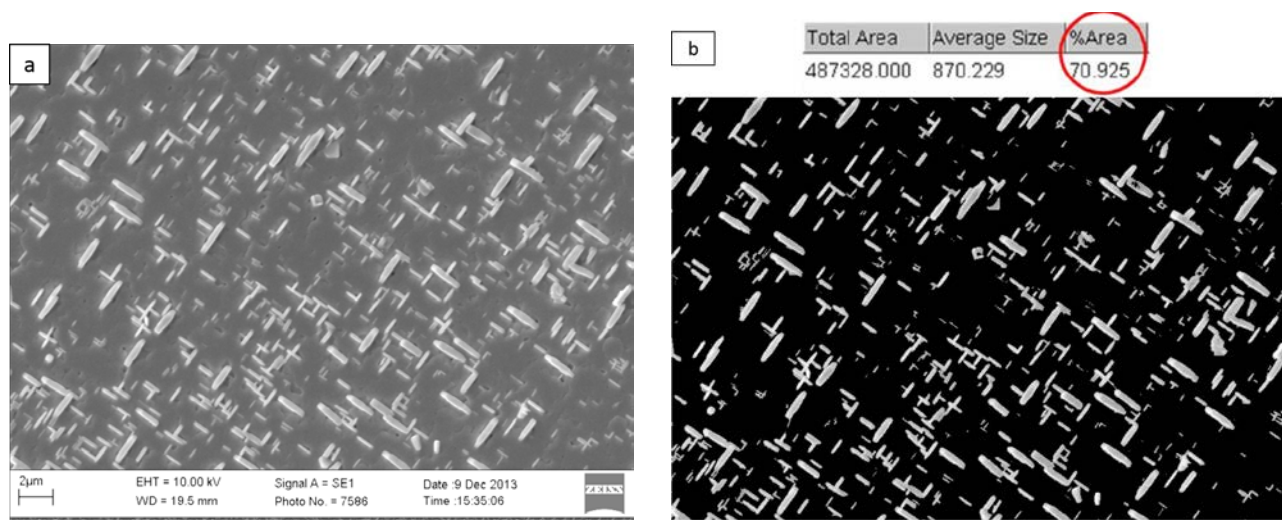 a
2µm
EHT = 10.00 kV
Signal A = SE1
Date :9 Dec 2013
WD = 19.5 mm
Photo No. = 7586
Time :15:35:06
ZEISS
b
Total Area Average Size %Area
487328.000 870.229 70.925